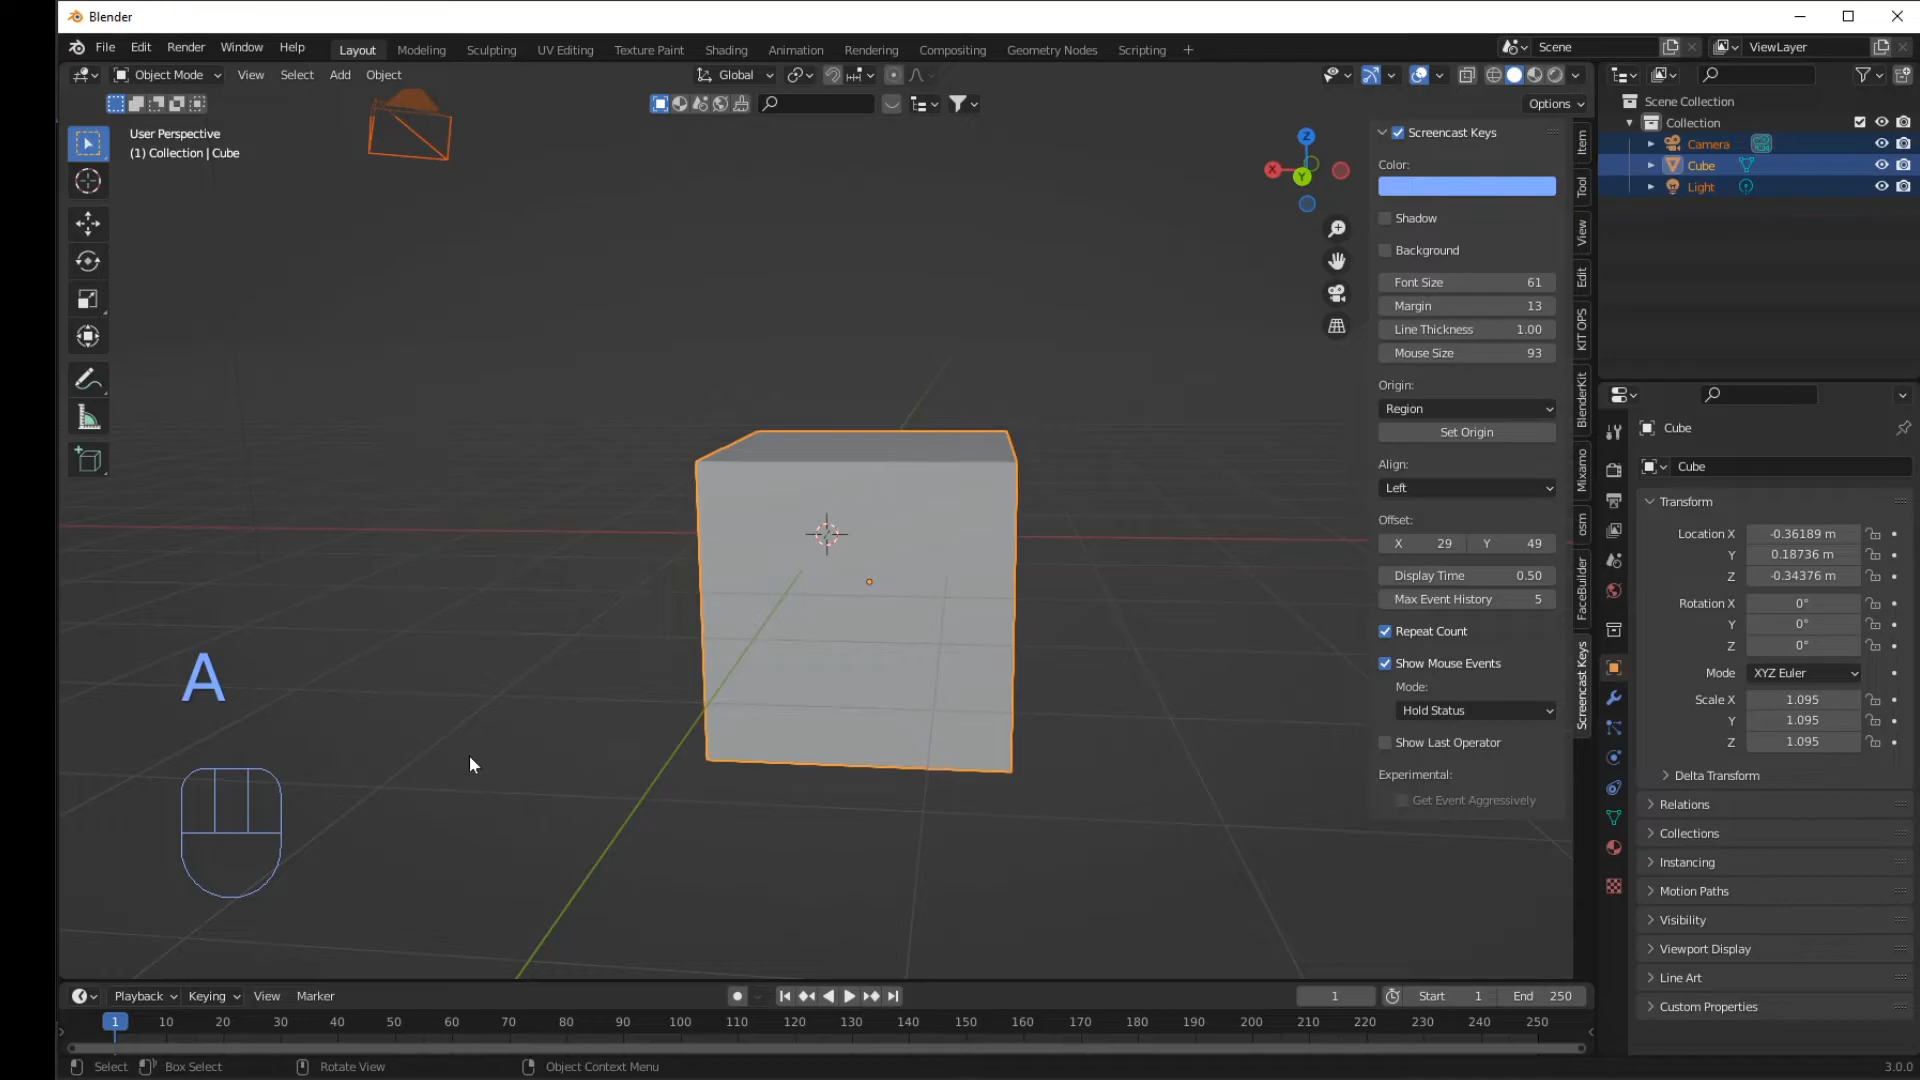 Blender
File Edit Render Window Help Layout Modeling Sculpting UV Editing Texture Paint Shading Animation Rendering Compositing Geometry Nodes Scripting + Scene ViewLayer
Object Mode View Select Add Object Global
Options
User Perspective
(1) Collection | Cube
Z
X
Y
Screencast Keys
Color:
Shadow
Background
Font Size 61
Margin 13
Line Thickness 1.00
Mouse Size 93
Origin:
Region
Set Origin
Align:
Left
Offset:
X 29 Y 49
Display Time 0.50
Max Event History 5
Repeat Count
Show Mouse Events
Mode:
Hold Status
Show Last Operator
Experimental:
Get Event Aggressively
Item
Tool
View
Edit
KIT OPS
BlenderKit
Mixamo
osm
FaceBuilder
Screencast Keys
A
Scene Collection
Collection
Camera
Cube
Light
Cube
Cube
Transform
Location X -0.36189 m
Y 0.18736 m
Z -0.34376 m
Rotation X 0°
Y 0°
Z 0°
Mode XYZ Euler
Scale X 1.095
Y 1.095
Z 1.095
Delta Transform
Relations
Collections
Instancing
Motion Paths
Visibility
Viewport Display
Line Art
Custom Properties
Playback Keying View Marker 1 Start 1 End 250
1 10 20 30 40 50 60 70 80 90 100 110 120 130 140 150 160 170 180 190 200 210 220 230 240 250
Select Box Select Rotate View Object Context Menu 3.0.0